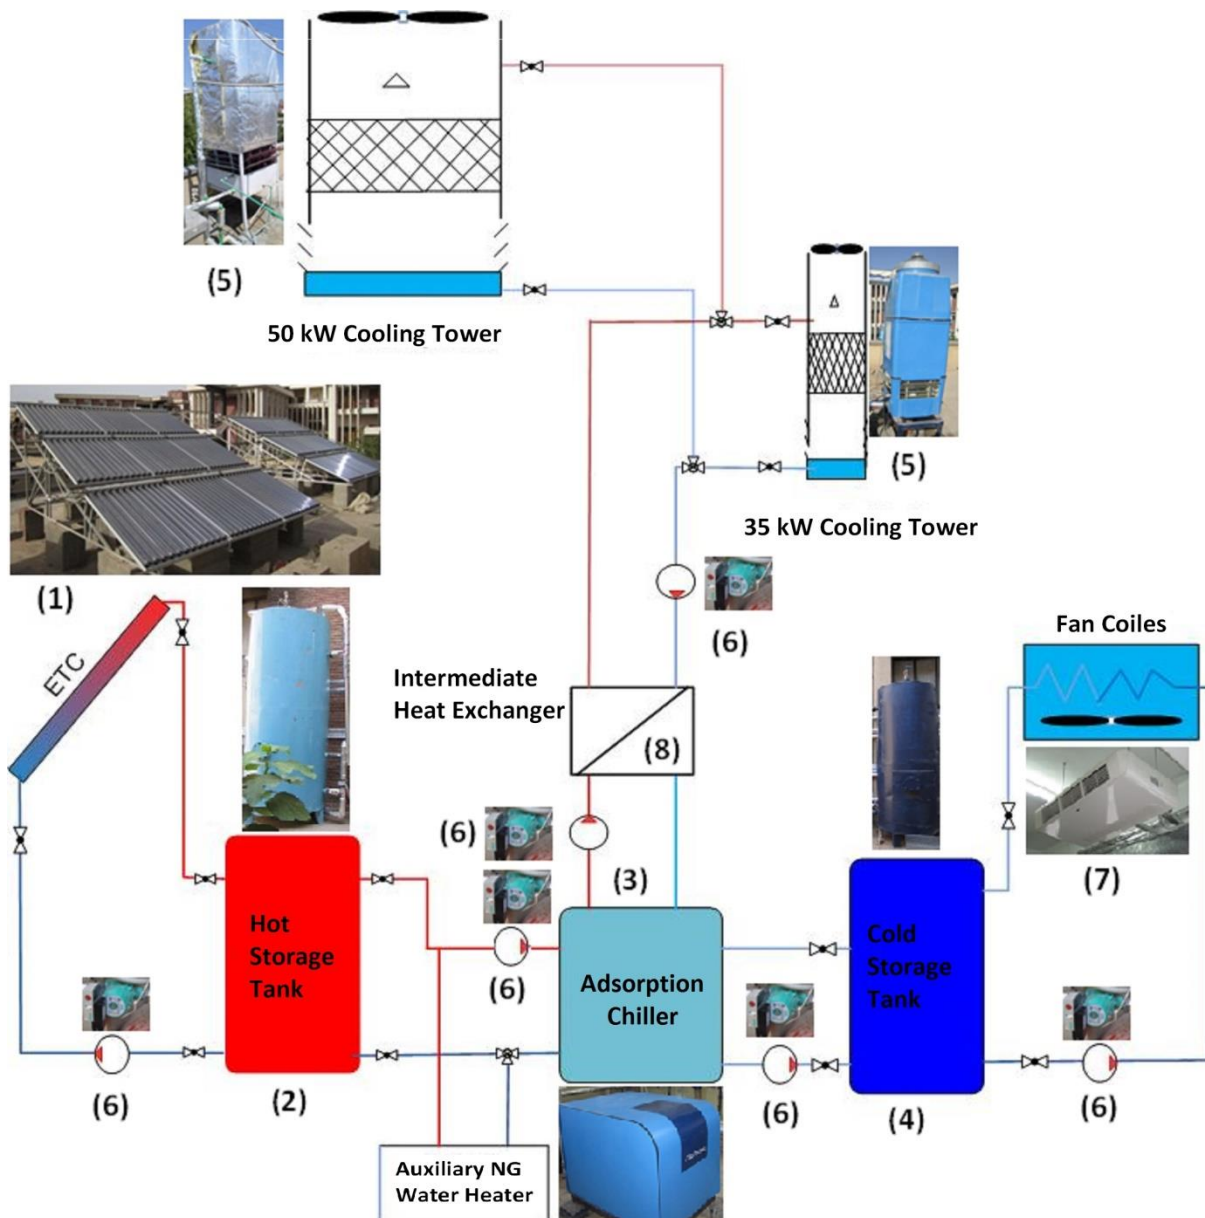 (5)
50 kW Cooling Tower
(5)
35 kW Cooling Tower
(1)
ETC
(6)
Fan Coiles
Intermediate
Heat Exchanger
(8)
(7)
(6)
(3)
Hot
Storage
Tank
(6)
Adsorption
Chiller
Cold
Storage
Tank
(6)
(2)
(6)
(4)
(6)
Auxiliary NG
Water Heater